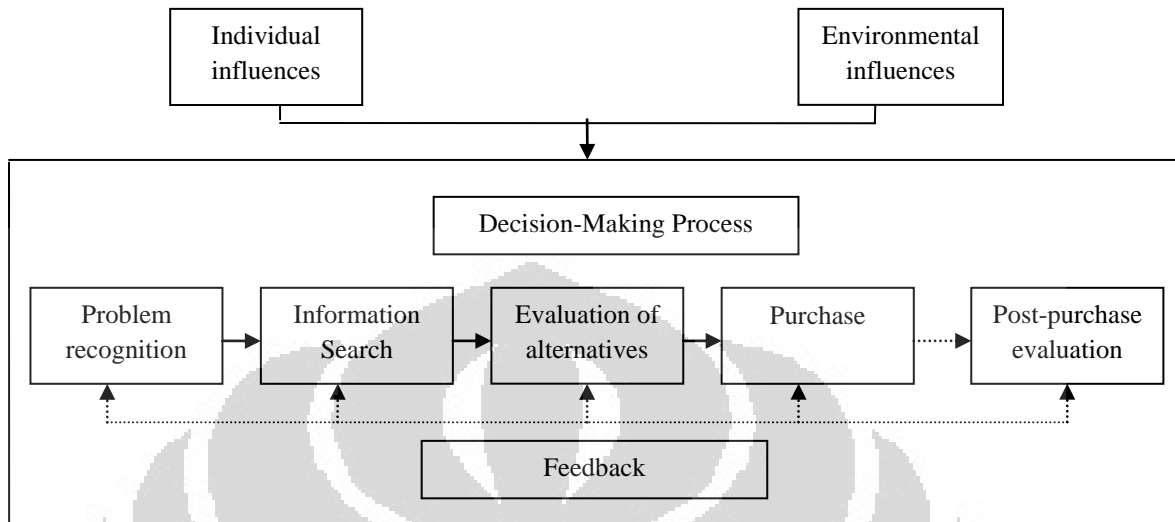 Individual
influences
Environmental
influences
Decision-Making Process
Problem
recognition
Information
Search
Evaluation of
alternatives
Purchase
Post-purchase
evaluation
Feedback